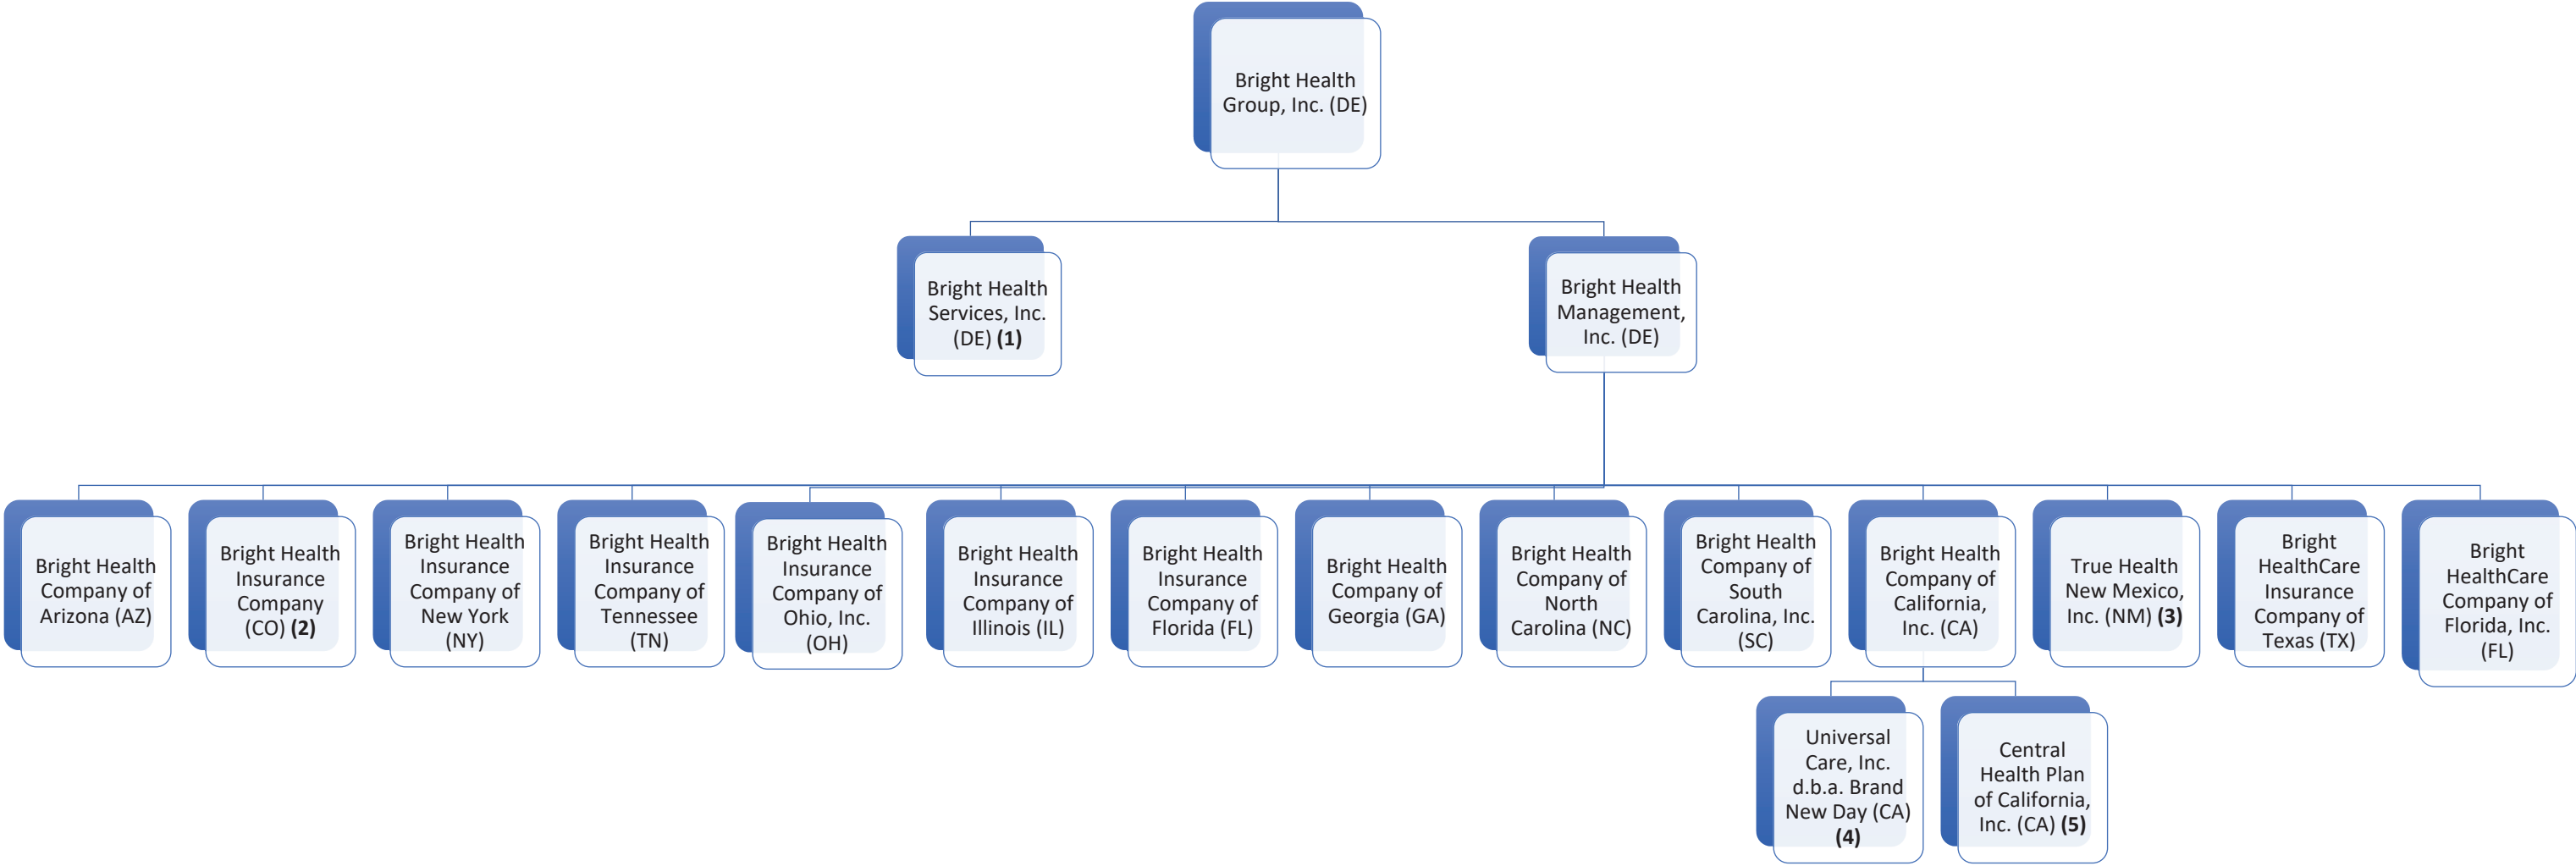 Bright Health
Group, Inc. (DE)
Bright Health
Services, Inc.
(DE) (1)
Bright Health
Management,
Inc. (DE)
Bright Health
Company of
Arizona (AZ)
Bright Health
Insurance
Company
(CO) (2)
Bright Health
Insurance
Company of
New York
(NY)
Bright Health
Insurance
Company of
Tennessee
(TN)
Bright Health
Insurance
Company of
Ohio, Inc.
(OH)
Bright Health
Insurance
Company of
Illinois (IL)
Bright Health
Insurance
Company of
Florida (FL)
Bright Health
Company of
Georgia (GA)
Bright Health
Company of
North
Carolina (NC)
Bright Health
Company of
South
Carolina, Inc.
(SC)
Bright Health
Company of
California,
Inc. (CA)
True Health
New Mexico,
Inc. (NM) (3)
Bright
HealthCare
Insurance
Company of
Texas (TX)
Bright
HealthCare
Company of
Florida, Inc.
(FL)
Universal
Care, Inc.
d.b.a. Brand
New Day (CA)
(4)
Central
Health Plan
of California,
Inc. (CA) (5)